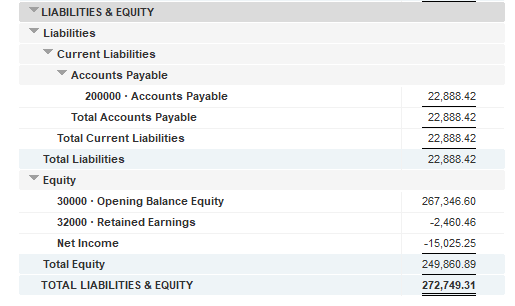 LIABILITIES & EQUITY
Liabilities
Current Liabilities
Accounts Payable
200000 · Accounts Payable 22,888.42
Total Accounts Payable 22,888.42
Total Current Liabilities 22,888.42
Total Liabilities 22,888.42
Equity
30000 · Opening Balance Equity 267,346.60
32000 · Retained Earnings -2,460.46
Net Income -15,025.25
Total Equity 249,860.89
TOTAL LIABILITIES & EQUITY 272,749.31